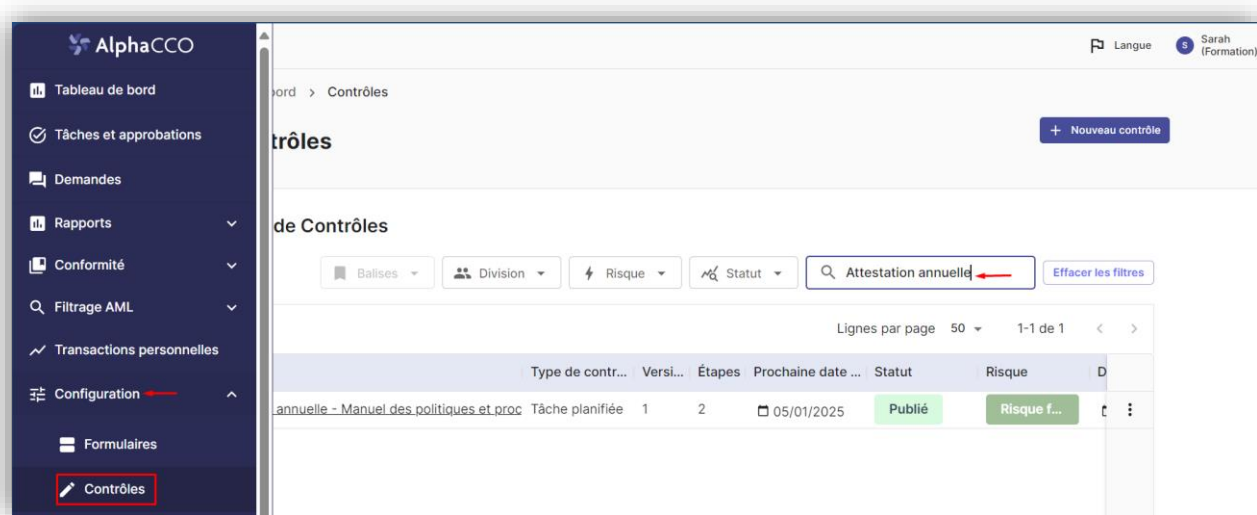 AlphaCCO
Tableau de bord
Tâches et approbations
Demandes
Rapports
Conformité
Filtrage AML
Transactions personnelles
Configuration
Formulaires
Contrôles
Langue
S
Sarah
(Formation)
bord > Contrôles
trôles
+ Nouveau contrôle
de Contrôles
Balises
Division
Risque
Statut
Attestation annuelle
Effacer les filtres
Lignes par page 50 1-1 de 1 < >
Type de contr... Versi... Étapes Prochaine date ... Statut Risque D
annuelle - Manuel des politiques et proc Tâche planifiée 1 2 05/01/2025 Publié Risque f...